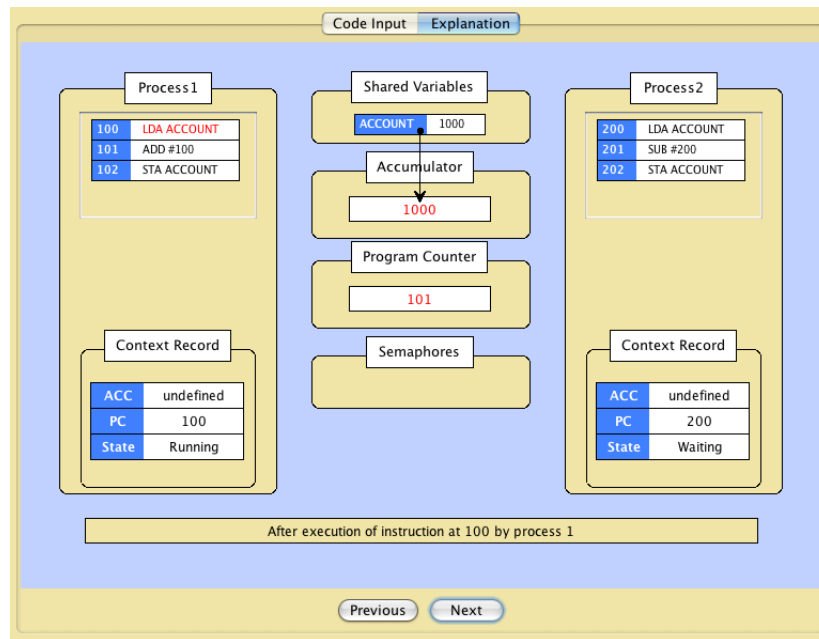 Code Input Explanation
Process1
100 LDA ACCOUNT
101 ADD #100
102 STA ACCOUNT
Context Record
ACC undefined
PC 100
State Running
Shared Variables
ACCOUNT 1000
Accumulator
1000
Program Counter
101
Semaphores
Process2
200 LDA ACCOUNT
201 SUB #200
202 STA ACCOUNT
Context Record
ACC undefined
PC 200
State Waiting
After execution of instruction at 100 by process 1
Previous Next